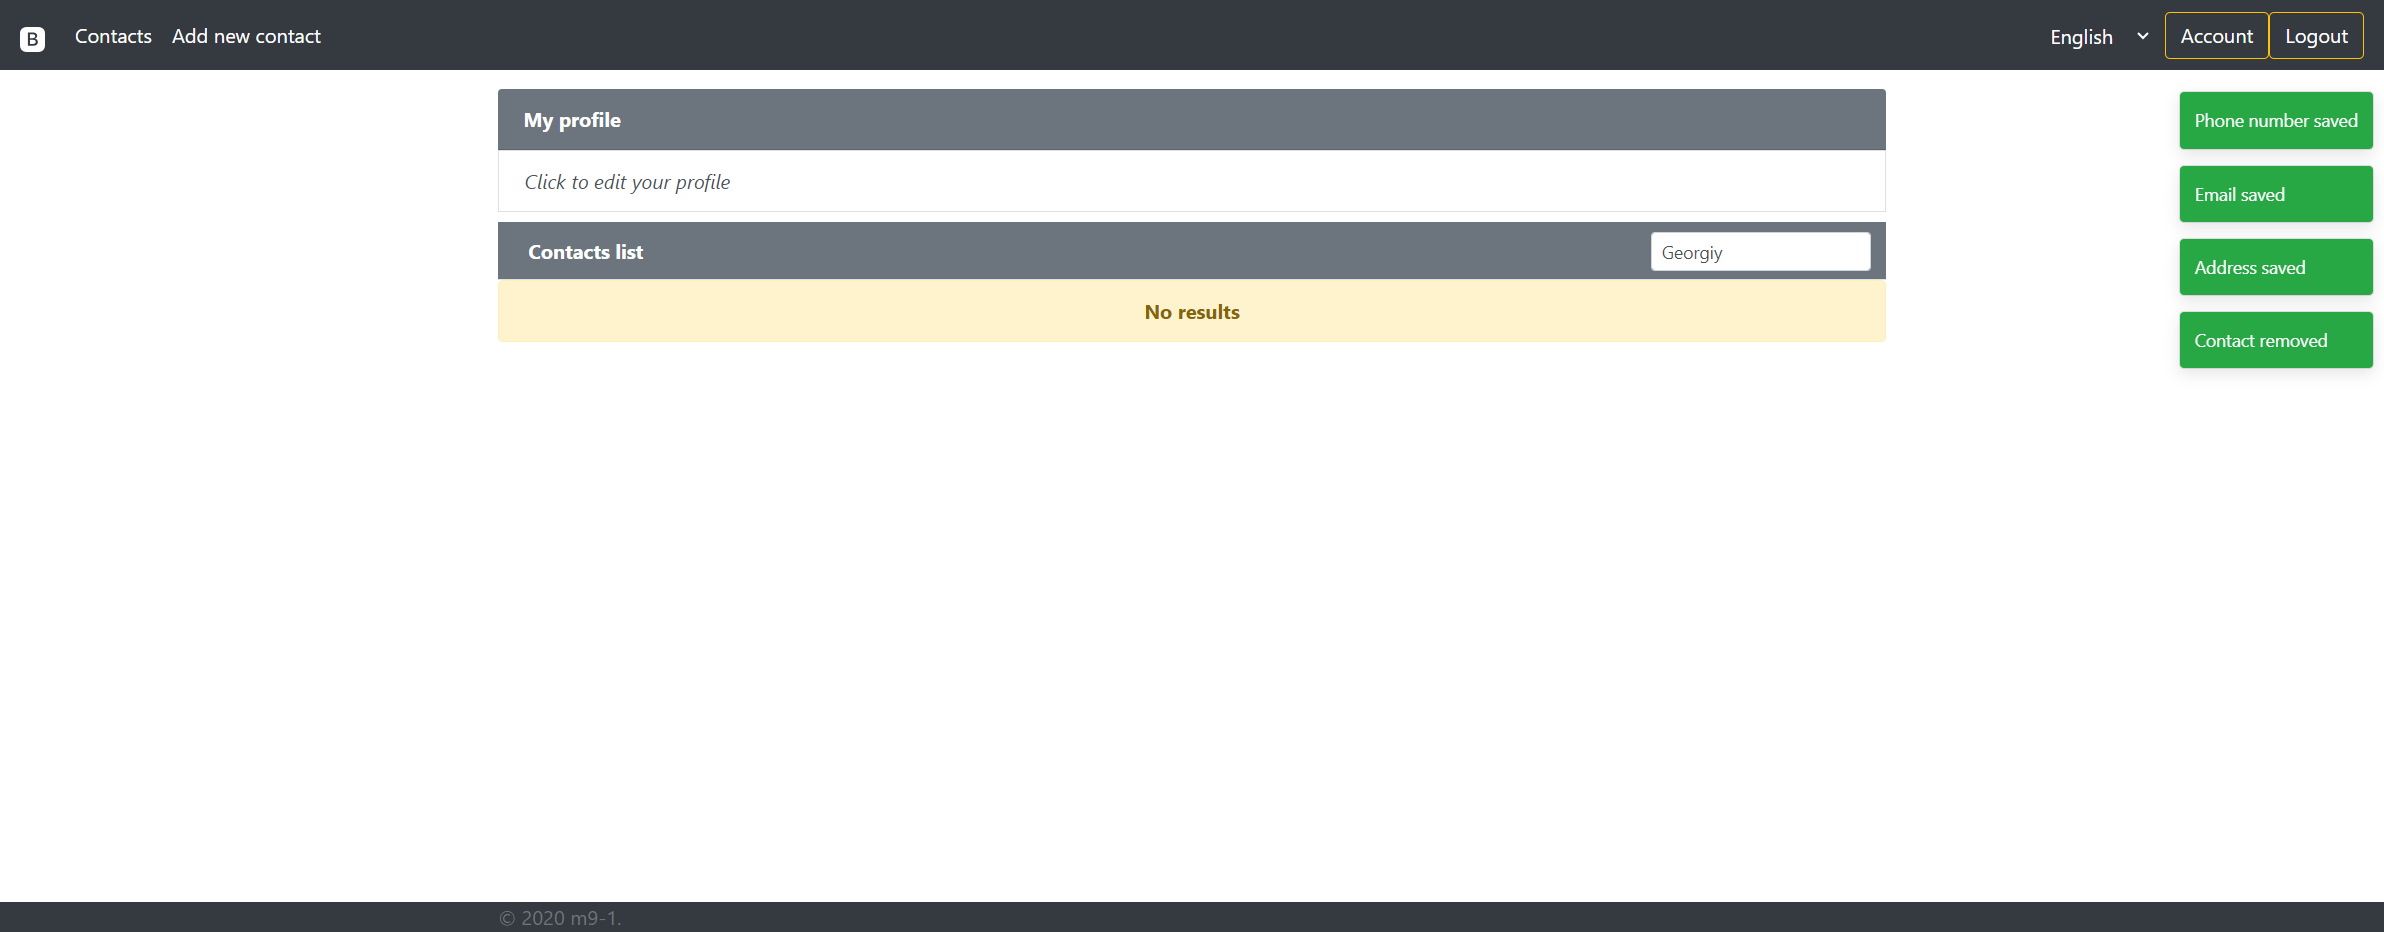 B Contacts Add new contact English Account Logout
My profile
Click to edit your profile
Contacts list Georgiy
No results
Phone number saved
Email saved
Address saved
Contact removed
© 2020 m9-1.